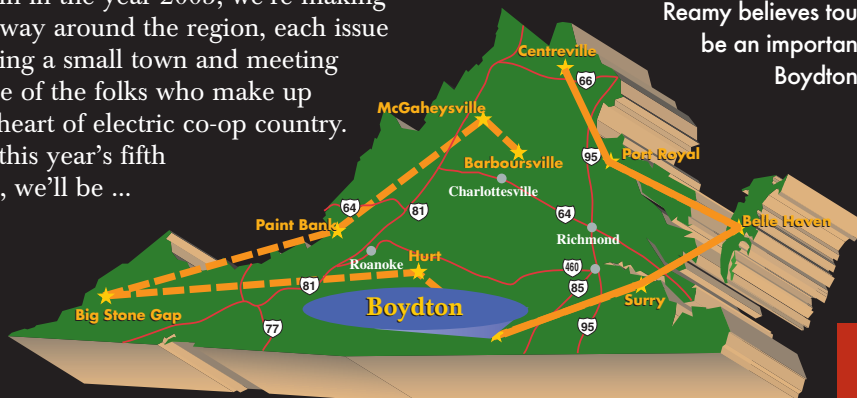 way around the region, each issue
ing a small town and meeting
e of the folks who make up
heart of electric co-op country.
this year's fifth
, we'll be ...
Reamy believes tou
be an importan
Boydton
Centreville
66
McGaheysville
95
Port Royal
Barboursville
Charlottesville
64
81
64
Belle Haven
Paint Bank
Richmond
Roanoke
Hurt
460
81
85
Surry
Big Stone Gap
Boydton
77
95